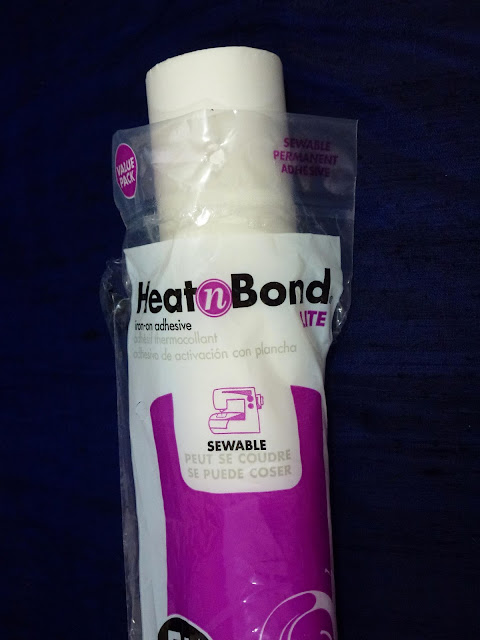 SEWABLE
PERMANENT
ADHESIVE
VALUE
PACK
HeatnBond
LITE
iron-on adhesive
adhésif thermocollant
adhesivo de activación con plancha
SEWABLE
PEUT SE COUDRE
SE PUEDE COSER